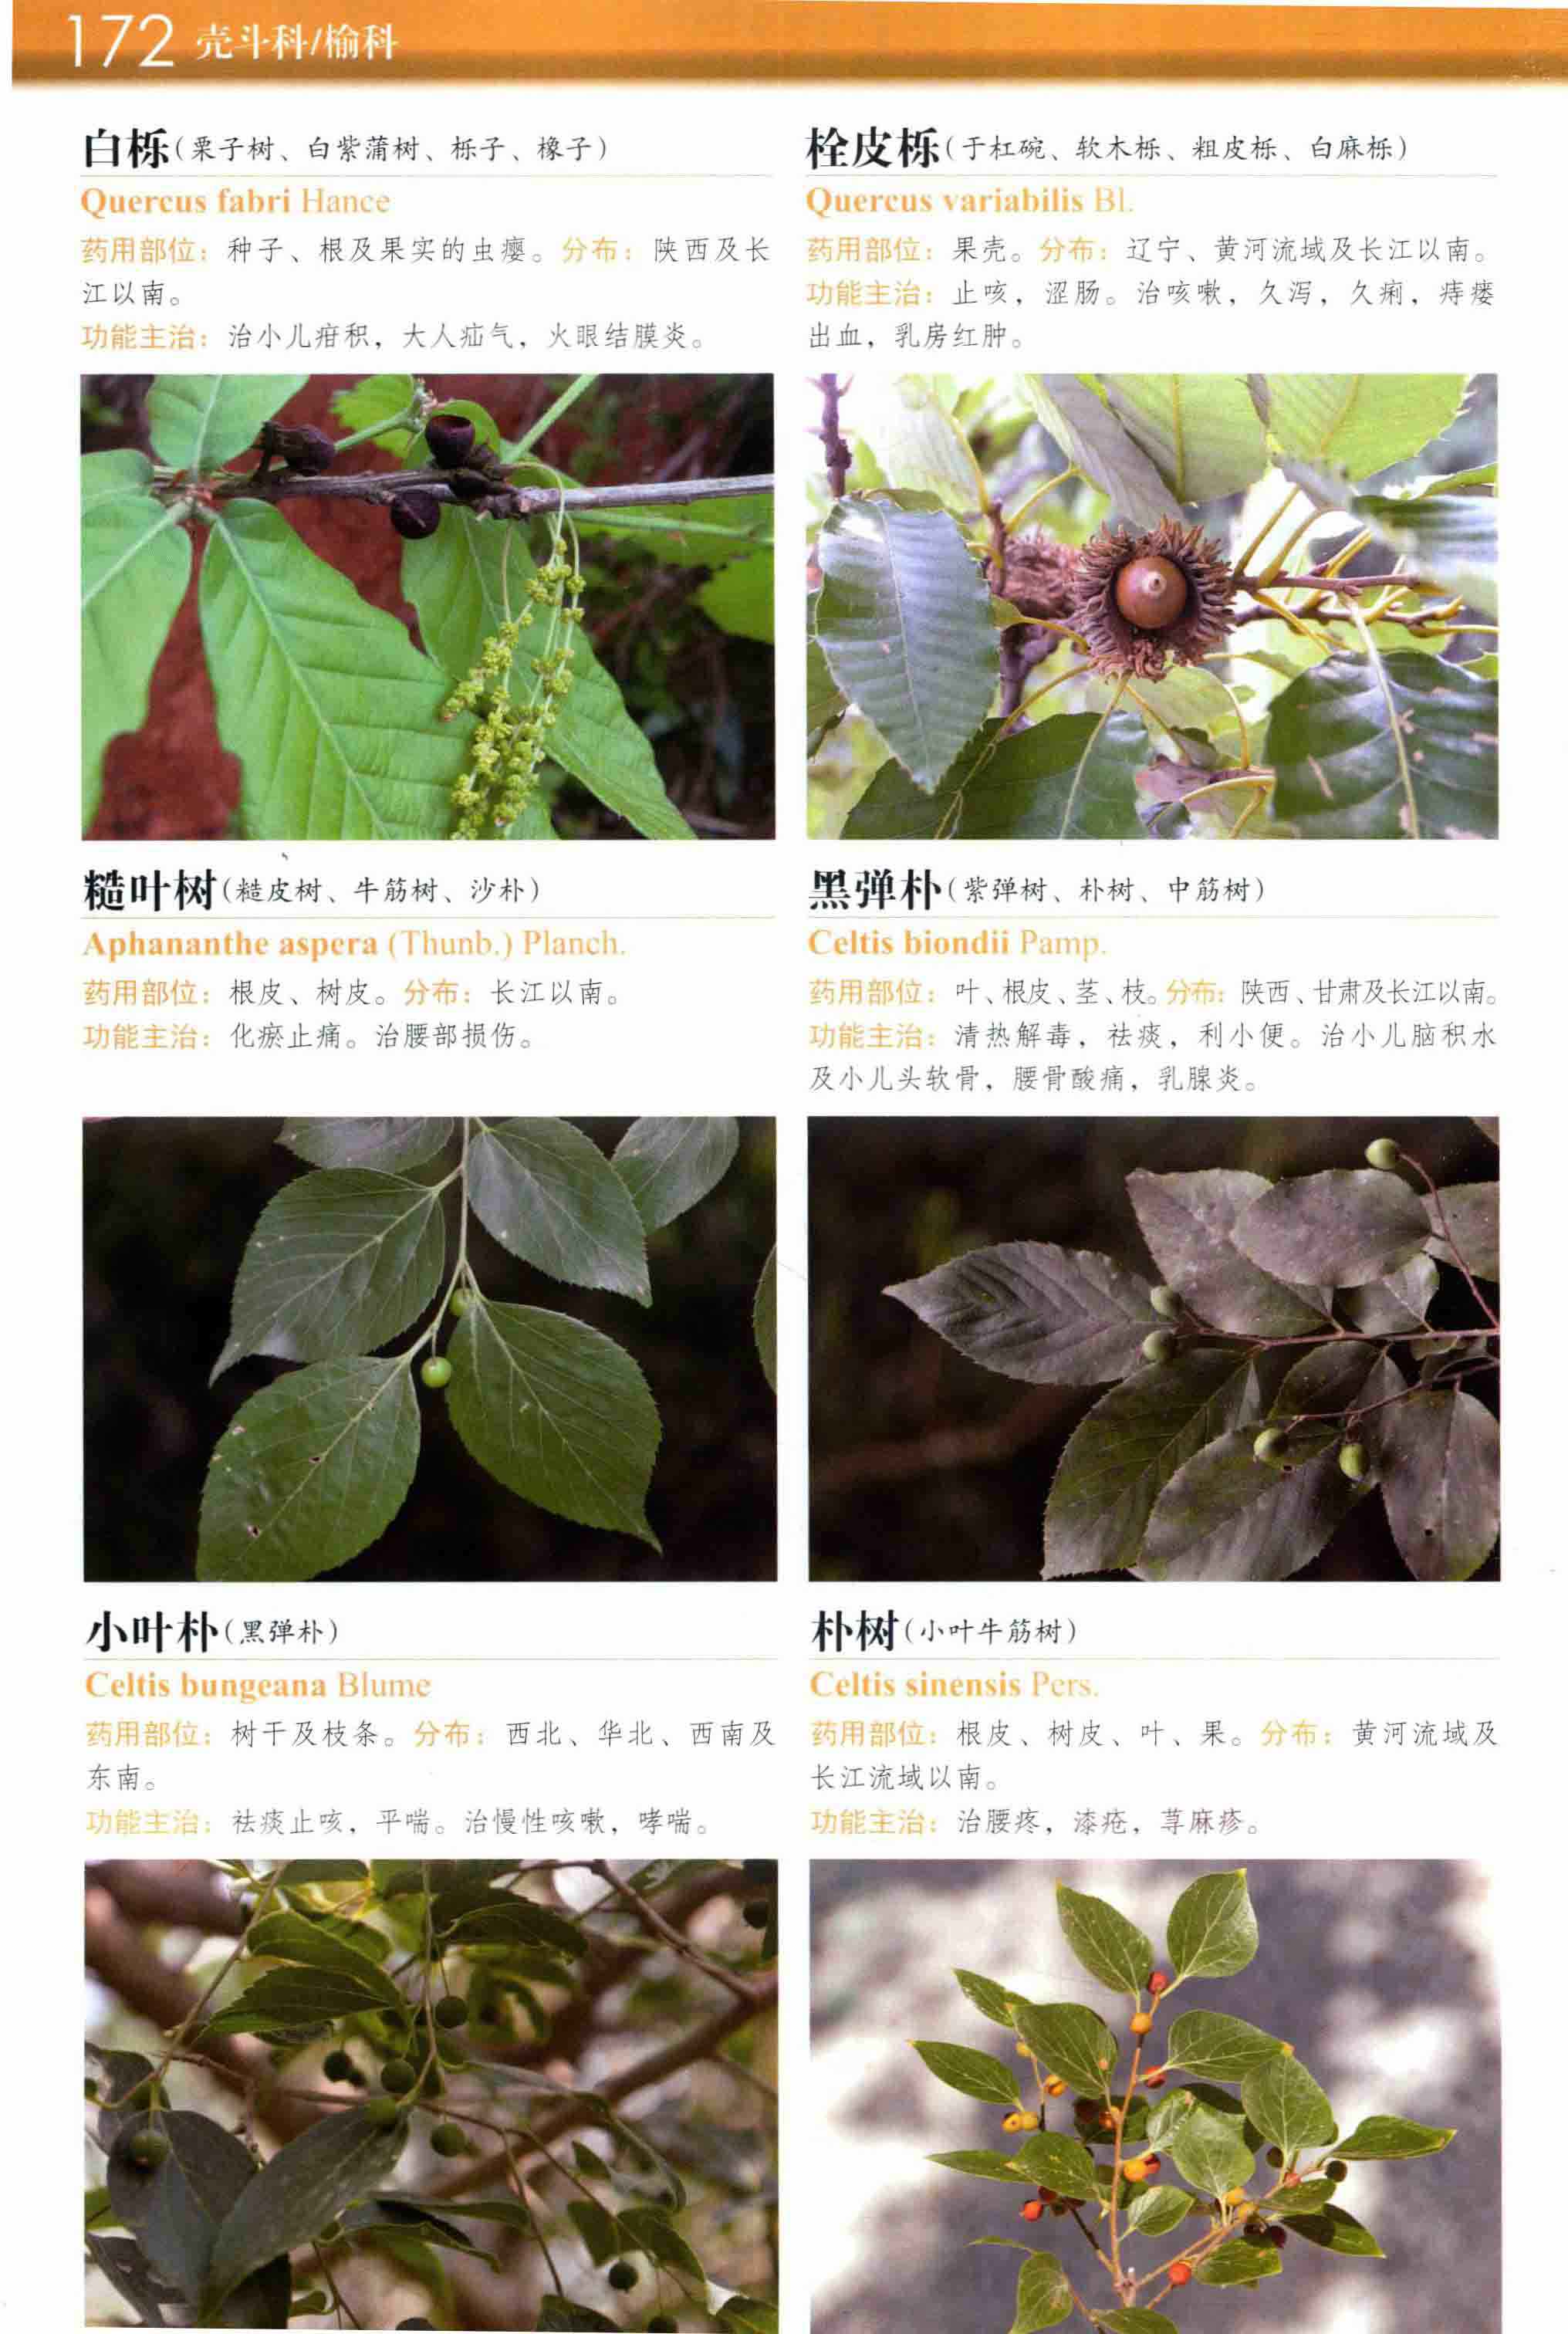 172 壳斗科/榆科
白栎(栗子树、白紫蒲树、栎子、橡子)
Quercus fabri Hance
药用部位：种子、根及果实的虫瘿。分布：陕西及长
江以南。
功能主治：治小儿疳积，大人疝气，火眼结膜炎。
栓皮栎(于杠碗、软木栎、粗皮栎、白麻栎)
Quercus variabilis Bl.
药用部位：果壳。分布：辽宁、黄河流域及长江以南。
功能主治：止咳，涩肠。治咳嗽，久泻，久痢，痔瘘
出血，乳房红肿。
糙叶树(糙皮树、牛筋树、沙朴)
Aphananthe aspera (Thunb.) Planch.
药用部位：根皮、树皮。分布：长江以南。
功能主治：化瘀止痛。治腰部损伤。
黑弹朴(紫弹树、朴树、中筋树)
Celtis biondii Pamp.
药用部位：叶、根皮、茎、枝。分布：陕西、甘肃及长江以南。
功能主治：清热解毒，祛痰，利小便。治小儿脑积水
及小儿头软骨，腰骨酸痛，乳腺炎。
小叶朴(黑弹朴)
Celtis bungeana Blume
药用部位：树干及枝条。分布：西北、华北、西南及
东南。
功能主治：祛痰止咳，平喘。治慢性咳嗽，哮喘。
朴树(小叶牛筋树)
Celtis sinensis Pers.
药用部位：根皮、树皮、叶、果。分布：黄河流域及
长江流域以南。
功能主治：治腰疼，漆疮，荨麻疹。